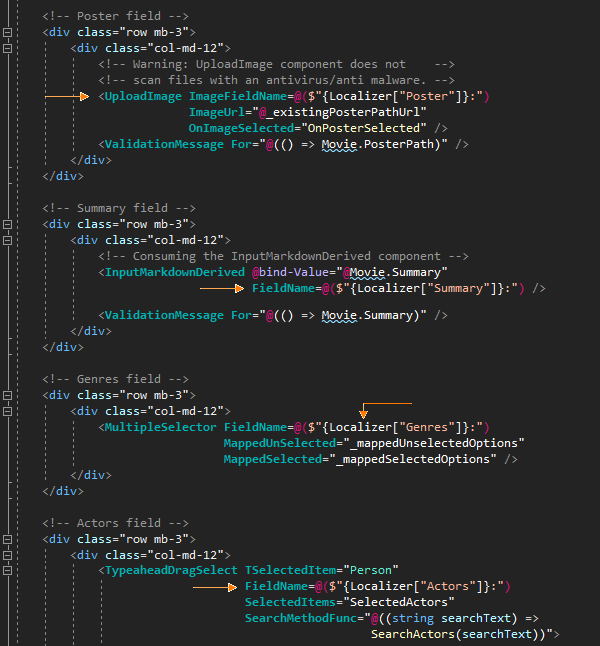 <!-- Poster field -->
<div class="row mb-3">
<div class="col-md-12">
<!-- Warning: UploadImage component does not -->
<!-- scan files with an antivirus/anti malware. -->
<UploadImage ImageFieldName=@($"{Localizer["Poster"]}:")
ImageUrl="@_existingPosterPathUrl"
OnImageSelected="OnPosterSelected" />
<ValidationMessage For="@(() => Movie.PosterPath)" />
</div>
</div>
<!-- Summary field -->
<div class="row mb-3">
<div class="col-md-12">
<!-- Consuming the InputMarkdownDerived component -->
<InputMarkdownDerived @bind-Value="@Movie.Summary"
FieldName=@($"{Localizer["Summary"]}:") />
<ValidationMessage For="@(() => Movie.Summary)" />
</div>
</div>
<!-- Genres field -->
<div class="row mb-3">
<div class="col-md-12">
<MultipleSelector FieldName=@($"{Localizer["Genres"]}:")
MappedUnSelected="_mappedUnselectedOptions"
MappedSelected="_mappedSelectedOptions" />
</div>
</div>
<!-- Actors field -->
<div class="row mb-3">
<div class="col-md-12">
<TypeaheadDragSelect TSelectedItem="Person"
FieldName=@($"{Localizer["Actors"]}:")
SelectedItems="SelectedActors"
SearchMethodFunc="@((string searchText) =>
SearchActors(searchText))">